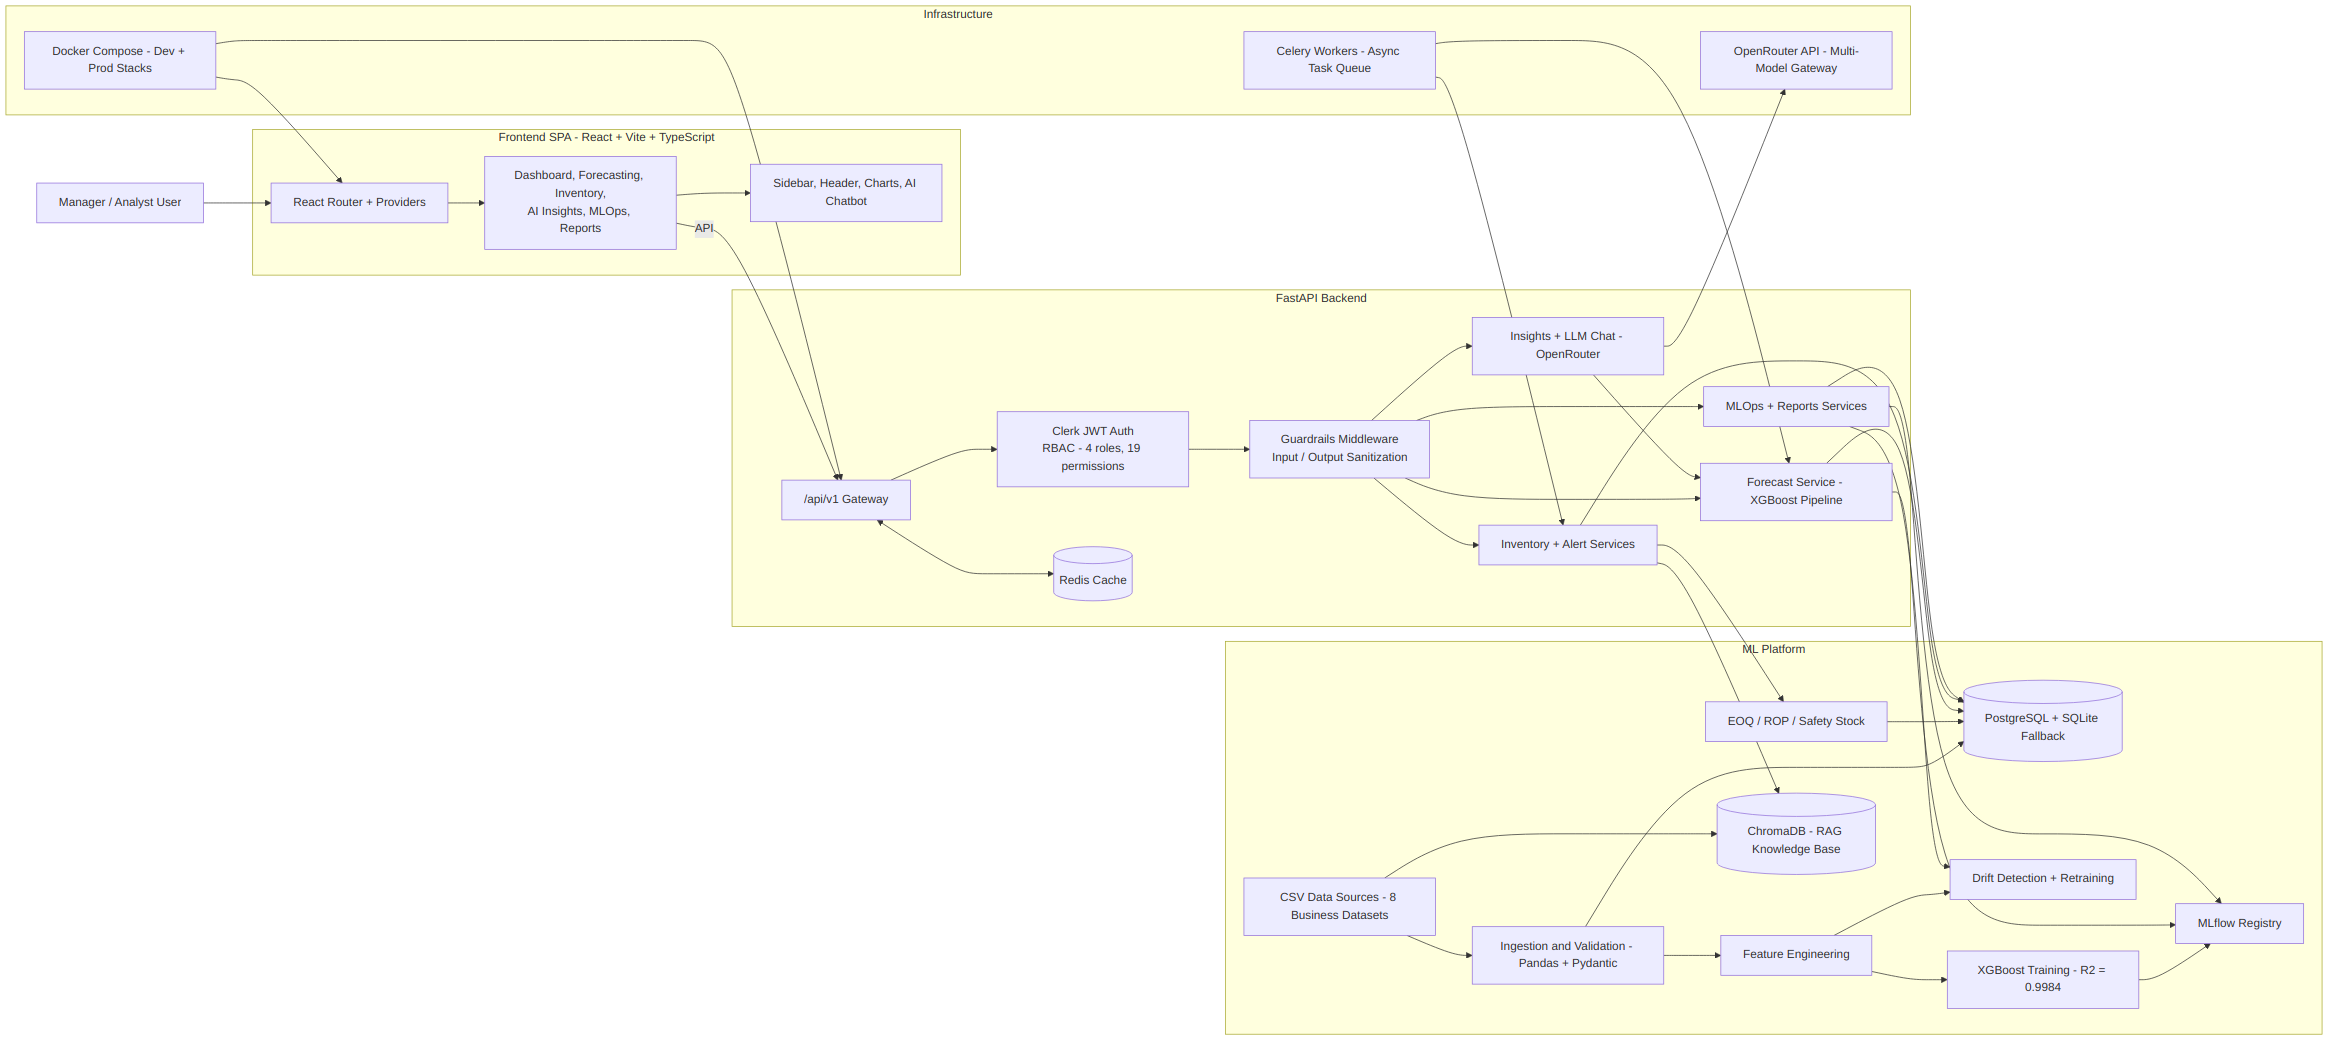 Infrastructure
Docker Compose - Dev +
Prod Stacks
Celery Workers - Async
Task Queue
OpenRouter API - Multi-
Model Gateway
Frontend SPA - React + Vite + TypeScript
Manager / Analyst User
React Router + Providers
Dashboard, Forecasting,
Inventory,
AI Insights, MLOps,
Reports
Sidebar, Header, Charts, AI
Chatbot
API
FastAPI Backend
Insights + LLM Chat -
OpenRouter
MLOps + Reports Services
Clerk JWT Auth
RBAC - 4 roles, 19
permissions
Guardrails Middleware
Input / Output Sanitization
/api/v1 Gateway
Forecast Service -
XGBoost Pipeline
Inventory + Alert Services
Redis Cache
ML Platform
EOQ / ROP / Safety Stock
PostgreSQL + SQLite
Fallback
ChromaDB - RAG
Knowledge Base
CSV Data Sources - 8
Business Datasets
Drift Detection + Retraining
MLflow Registry
Ingestion and Validation -
Pandas + Pydantic
Feature Engineering
XGBoost Training - R2 =
0.9984